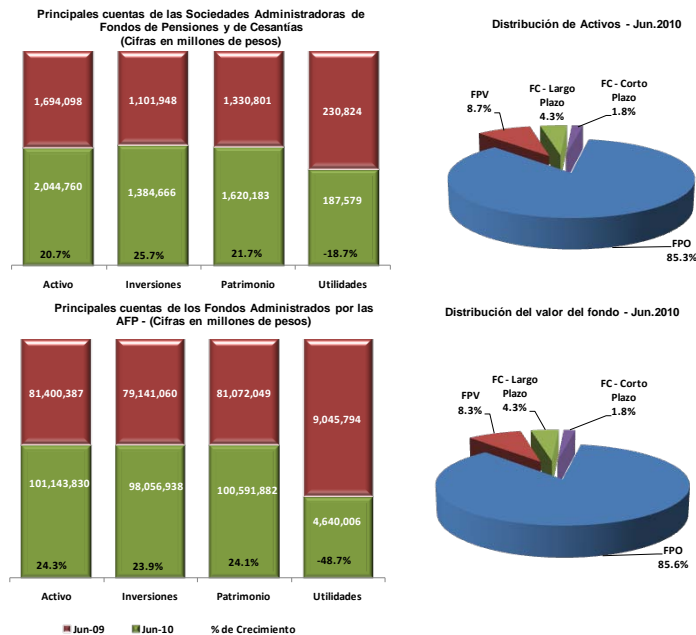 Principales cuentas de las Sociedades Administradoras de
Fondos de Pensiones y de Cesantías
(Cifras en millones de pesos)
1,694,098
1,101,948
1,330,801
230,824
2,044,760
1,384,666
1,620,183
187,579
20.7%
25.7%
21.7%
-18.7%
Activo
Inversiones
Patrimonio
Utilidades
Distribución de Activos - Jun.2010
FPV
8.7%
FC - Largo
Plazo
4.3%
FC - Corto
Plazo
1.8%
FPO
85.3%
Principales cuentas de los Fondos Administrados por las
AFP - (Cifras en millones de pesos)
81,400,387
79,141,060
81,072,049
9,045,794
101,143,830
98,056,938
100,591,882
4,640,006
24.3%
23.9%
24.1%
-48.7%
Activo
Inversiones
Patrimonio
Utilidades
Jun-09
Jun-10
% de Crecimiento
Distribución del valor del fondo - Jun.2010
FPV
8.3%
FC - Largo
Plazo
4.3%
FC - Corto
Plazo
1.8%
FPO
85.6%